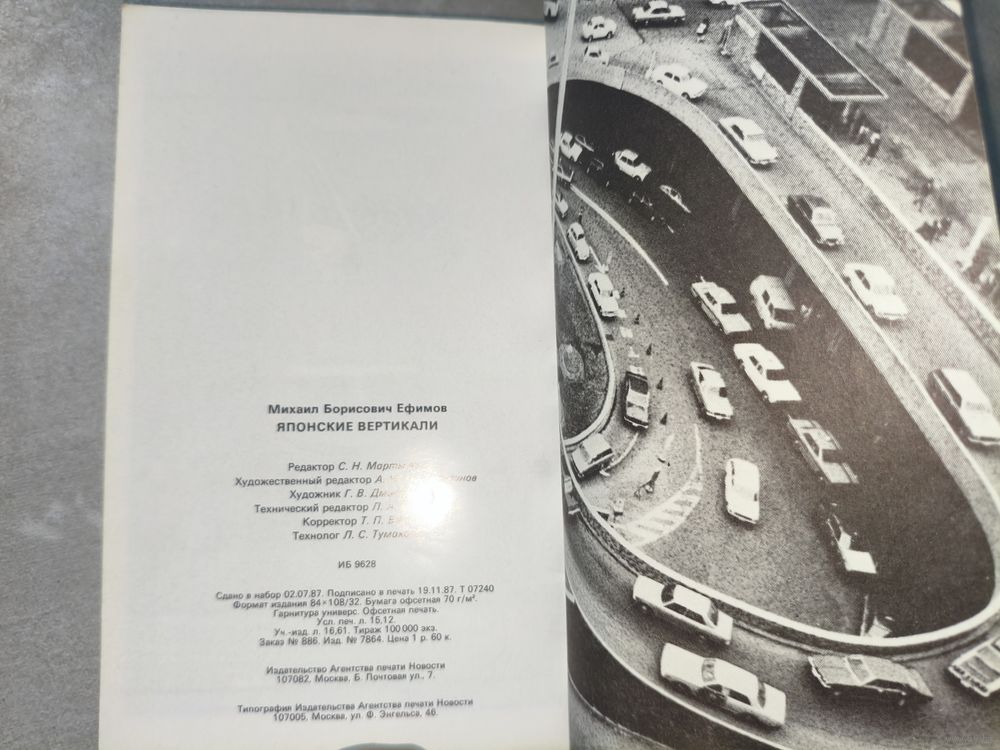 Михаил Борисович Ефимов
ЯПОНСКИЕ ВЕРТИКАЛИ
Редактор С. Н.
Художественный редактор А.
Художник Г. В.
Технический редактор Л.
Корректор Т. П.
Технолог Л. С.
ИБ 9628
Сдано в набор 02.07.87. Подписано в печать 19.11.87. Т 07240
Формат издания 84×108/32. Бумага офсетная 70 г/м².
Гарнитура универс. Офсетная печать.
Усл. печ. л. 15,12.
Уч.-изд. л. 16,61. Тираж 100 000 экз.
Заказ № 886. Изд. № 7864. Цена 1 р. 60 к.
Издательство Агентства печати Новости
107082, Москва, Б. Почтовая ул., 7.
Типография Издательства Агентства печати Новости
107005, Москва, ул. Ф. Энгельса, 46.